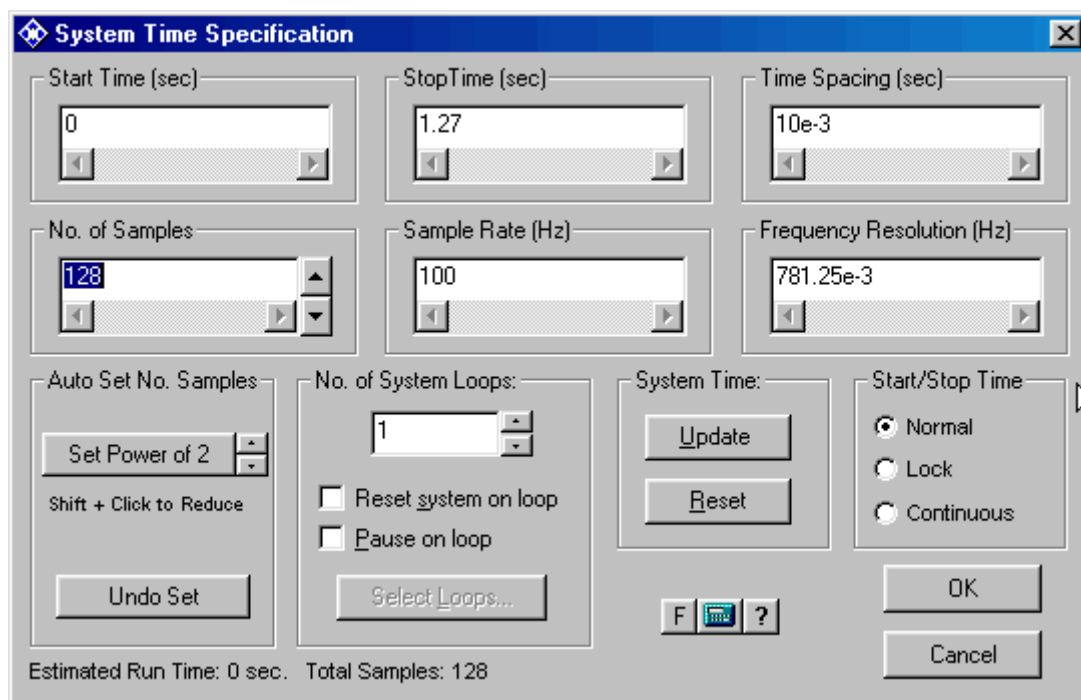 System Time Specification
Start Time (sec)
StopTime (sec)
Time Spacing (sec)
0
1.27
10e-3
No. of Samples
Sample Rate (Hz)
Frequency Resolution (Hz)
128
100
781.25e-3
Auto Set No. Samples
No. of System Loops:
System Time:
Start/Stop Time
1
Set Power of 2
Update
Normal
Shift + Click to Reduce
Lock
Reset system on loop
Reset
Continuous
Pause on loop
Undo Set
Select Loops...
OK
F
?
Cancel
Estimated Run Time: 0 sec. Total Samples: 128